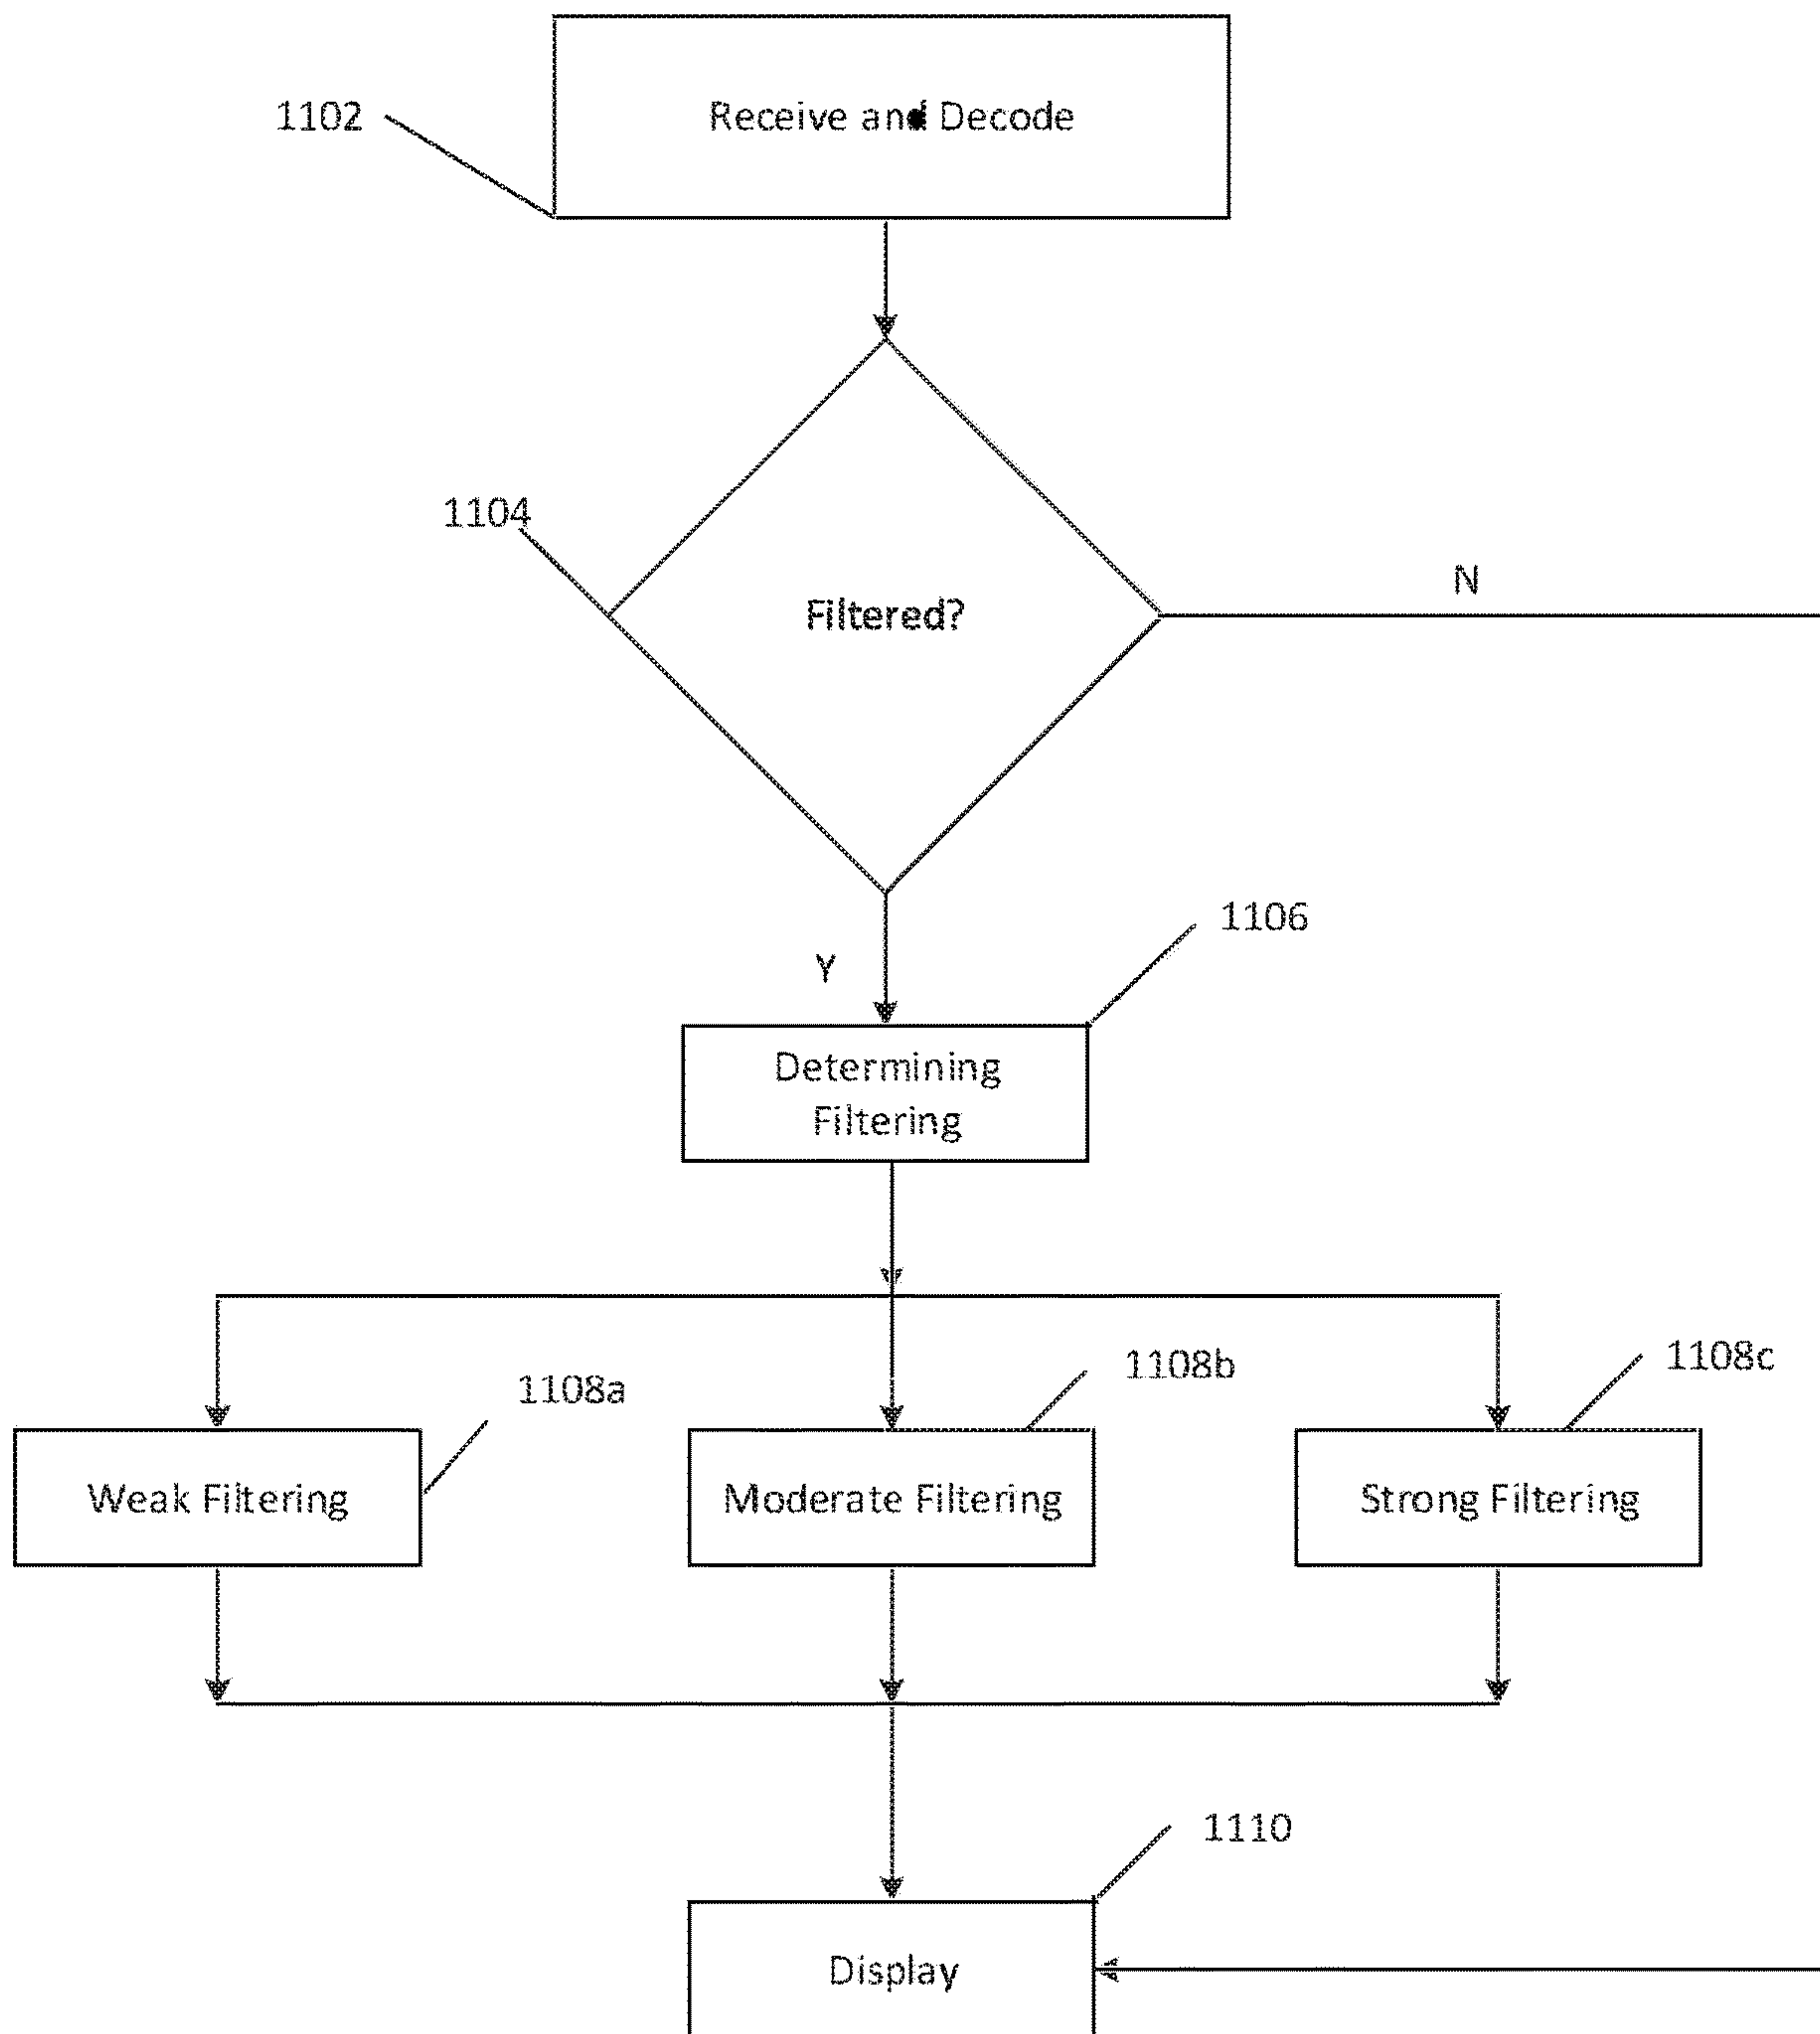 1102
Receive and Decode
1104
Filtered?
N
1106
Y
Determining
Filtering
1108a
1108b
1108c
Weak Filtering
Moderate Filtering
Strong Filtering
1110
Display